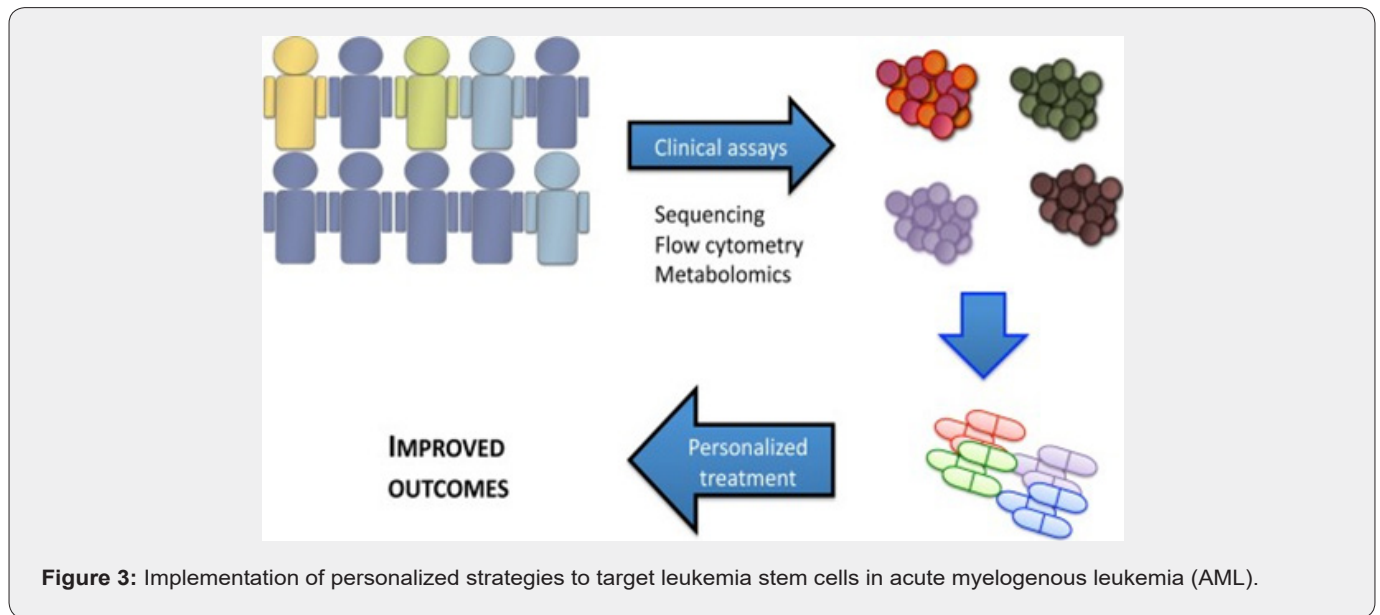 Clinical assays
Sequencing
Flow cytometry
Metabolomics
IMPROVED
OUTCOMES
Personalized
treatment
Figure 3: Implementation of personalized strategies to target leukemia stem cells in acute myelogenous leukemia (AML).